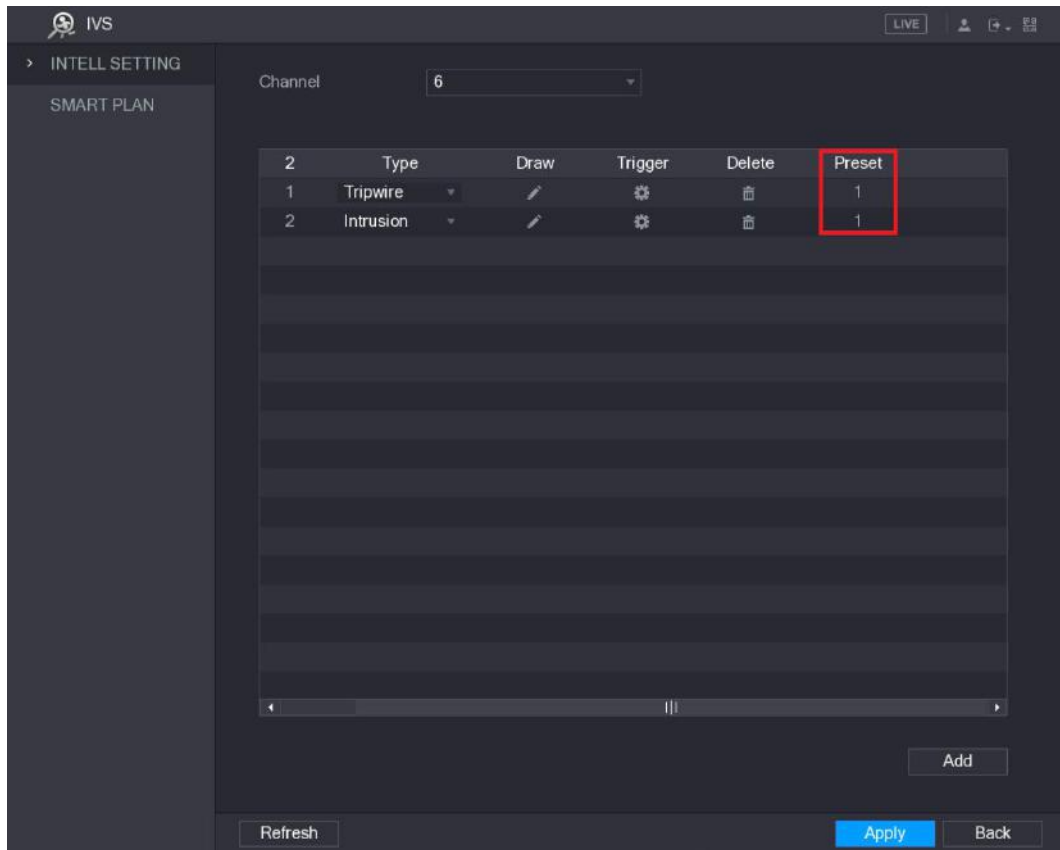 IVS LIVE
INTELL SETTING
SMART PLAN
Channel 6
2 Type Draw Trigger Delete Preset
1 Tripwire 1
2 Intrusion 1
Add
Refresh Apply Back